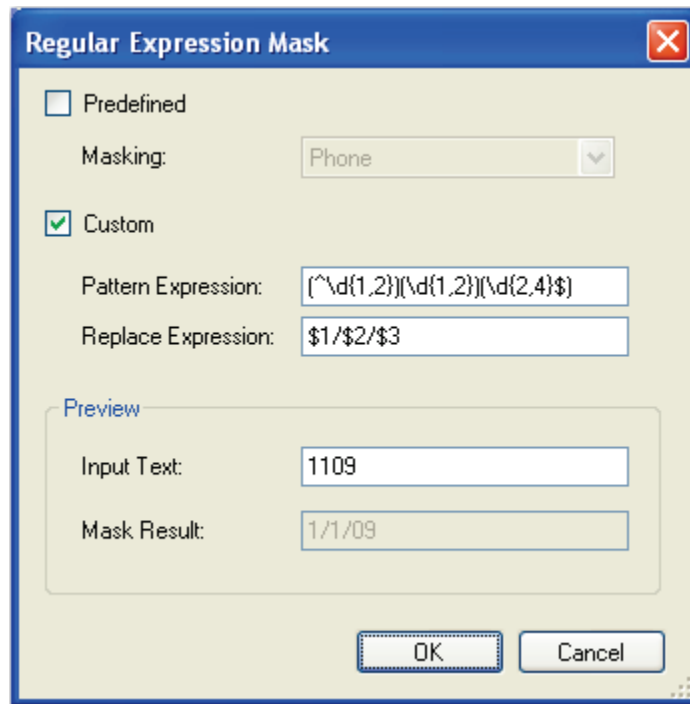 Regular Expression Mask
Predefined
Masking: Phone
Custom
Pattern Expression: (^\d{1,2})(\d{1,2})(\d{2,4}$)
Replace Expression: $1/$2/$3
Preview
Input Text: 1109
Mask Result: 1/1/09
OK Cancel